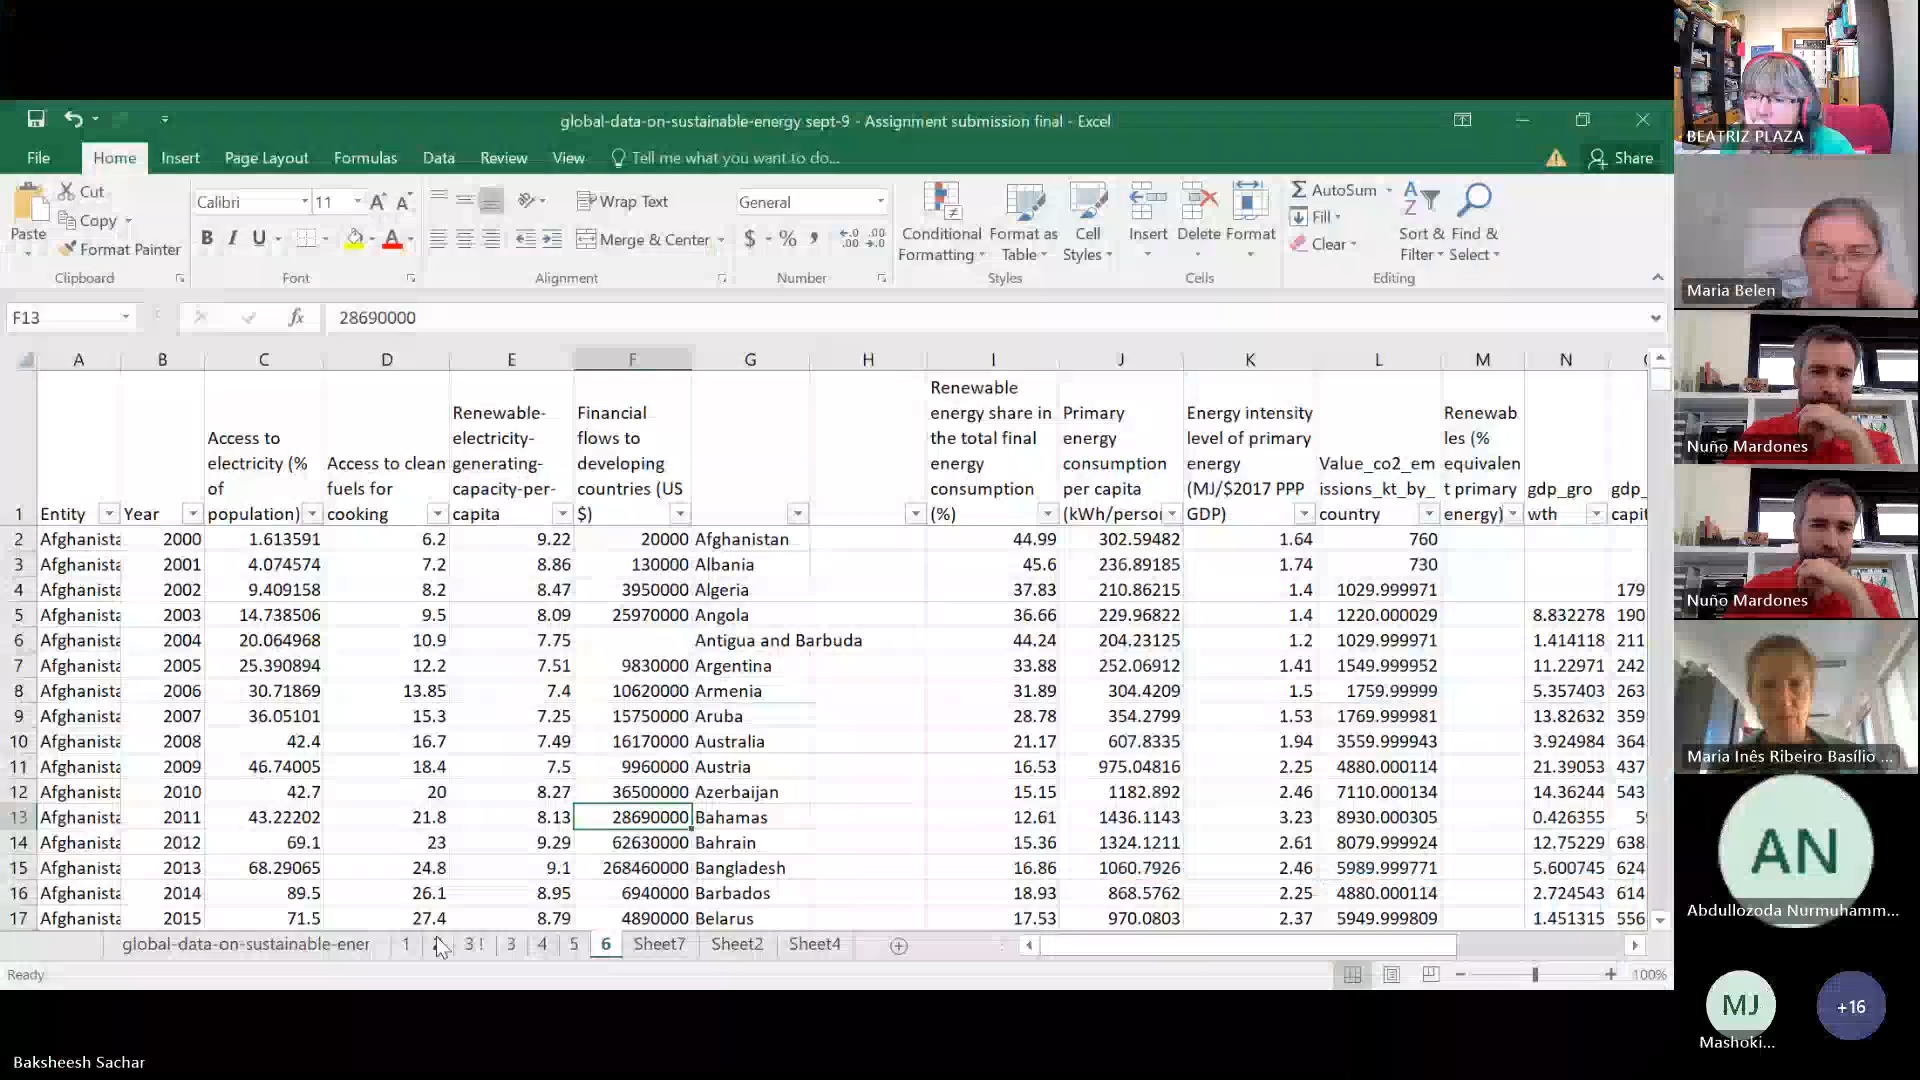 global-data-on-sustainable-energy sept-9 - Assignment submission final - Excel
File Home Insert Page Layout Formulas Data Review View Tell me what you want to do... Share
Paste
Cut
Copy
Format Painter
Clipboard
Calibri 11
B I U
Font
Wrap Text
Merge & Center
Alignment
General
$ % ,
Number
Conditional Formatting
Format as Table
Cell Styles
Styles
Insert Delete Format
Cells
AutoSum
Fill
Clear
Sort & Filter
Find & Select
Editing
F13 fx 28690000
A B C D E F G H I J K L M N
1 Entity Year Access to electricity (% of population) Access to clean fuels for cooking Renewable-electricity-generating-capacity-per-capita Financial flows to developing countries (US $) Renewable energy share in the total final energy consumption (%) Primary energy consumption per capita (kWh/person Energy intensity level of primary energy (MJ/$2017 PPP GDP) Value_co2_emissions_kt_by_country Renewables (% equivalent primary energy) gdp_growth gdp_ capit
2 Afghanista 2000 1.613591 6.2 9.22 20000 Afghanistan 44.99 302.59482 1.64 760
3 Afghanista 2001 4.074574 7.2 8.86 130000 Albania 45.6 236.89185 1.74 730
4 Afghanista 2002 9.409158 8.2 8.47 3950000 Algeria 37.83 210.86215 1.4 1029.999971 179
5 Afghanista 2003 14.738506 9.5 8.09 25970000 Angola 36.66 229.96822 1.4 1220.000029 8.832278 190
6 Afghanista 2004 20.064968 10.9 7.75 Antigua and Barbuda 44.24 204.23125 1.2 1029.999971 1.414118 211
7 Afghanista 2005 25.390894 12.2 7.51 9830000 Argentina 33.88 252.06912 1.41 1549.999952 11.22971 242
8 Afghanista 2006 30.71869 13.85 7.4 10620000 Armenia 31.89 304.4209 1.5 1759.99999 5.357403 263
9 Afghanista 2007 36.05101 15.3 7.25 15750000 Aruba 28.78 354.2799 1.53 1769.999981 13.82632 359
10 Afghanista 2008 42.4 16.7 7.49 16170000 Australia 21.17 607.8335 1.94 3559.999943 3.924984 364
11 Afghanista 2009 46.74005 18.4 7.5 9960000 Austria 16.53 975.04816 2.25 4880.000114 21.39053 437
12 Afghanista 2010 42.7 20 8.27 36500000 Azerbaijan 15.15 1182.892 2.46 7110.000134 14.36244 543
13 Afghanista 2011 43.22202 21.8 8.13 28690000 Bahamas 12.61 1436.1143 3.23 8930.000305 0.426355 59
14 Afghanista 2012 69.1 23 9.29 62630000 Bahrain 15.36 1324.1211 2.61 8079.999924 12.75229 638
15 Afghanista 2013 68.29065 24.8 9.1 268460000 Bangladesh 16.86 1060.7926 2.46 5989.999771 5.600745 624
16 Afghanista 2014 89.5 26.1 8.95 6940000 Barbados 18.93 868.5762 2.25 4880.000114 2.724543 614
17 Afghanista 2015 71.5 27.4 8.79 4890000 Belarus 17.53 970.0803 2.37 5949.999809 1.451315 556
global-data-on-sustainable-ener 1 3 ! 3 4 5 6 Sheet7 Sheet2 Sheet4
Ready 100%
Baksheesh Sachar
BEATRIZ PLAZA
Maria Belen
Nuño Mardones
Nuño Mardones
Maria Inês Ribeiro Basílio ...
AN
Abdullozoda Nurmuhamm...
MJ
Mashoki...
+16